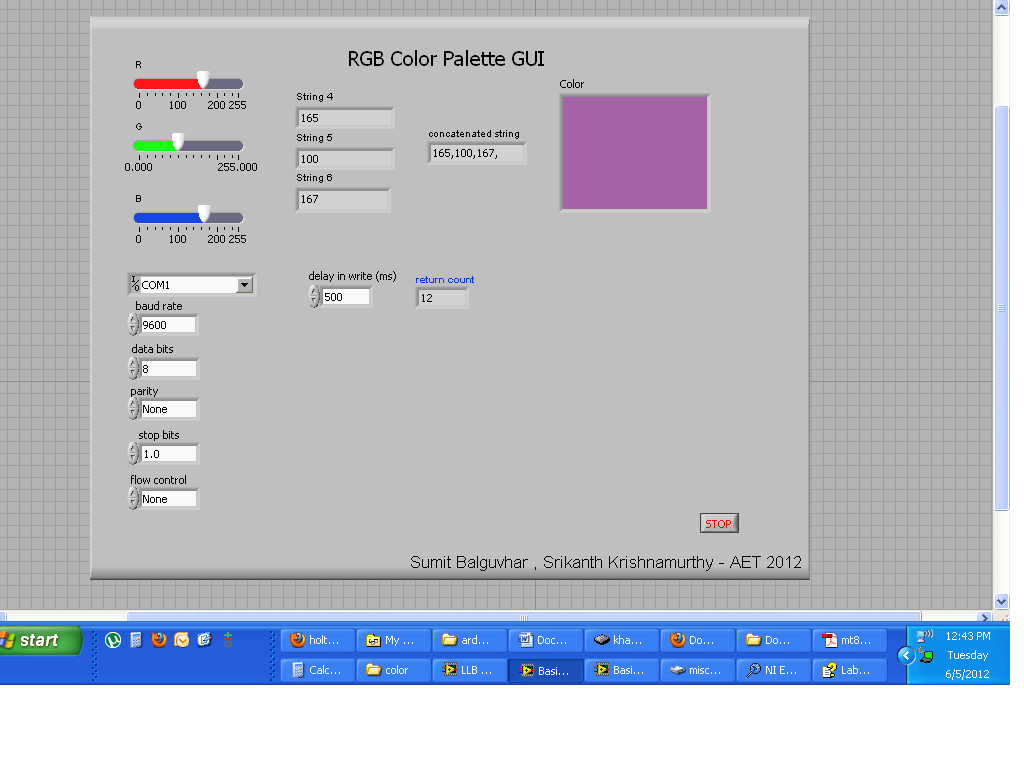 RGB Color Palette GUI
R
0 100 200 255
G
0.000 255.000
B
0 100 200 255
String 4
165
String 5
100
String 6
167
concatenated string
165,100,167,
Color
COM1
baud rate
9600
data bits
8
parity
None
stop bits
1.0
flow control
None
delay in write (ms)
500
return count
12
STOP
Sumit Balguvhar , Srikanth Krishnamurthy - AET 2012
start
holt...
My ...
ard...
Doc...
kha...
Do...
Do...
mt8...
Calc...
color
LLB ...
Basi...
Basi...
misc...
NI E...
Lab...
12:43 PM
Tuesday
6/5/2012